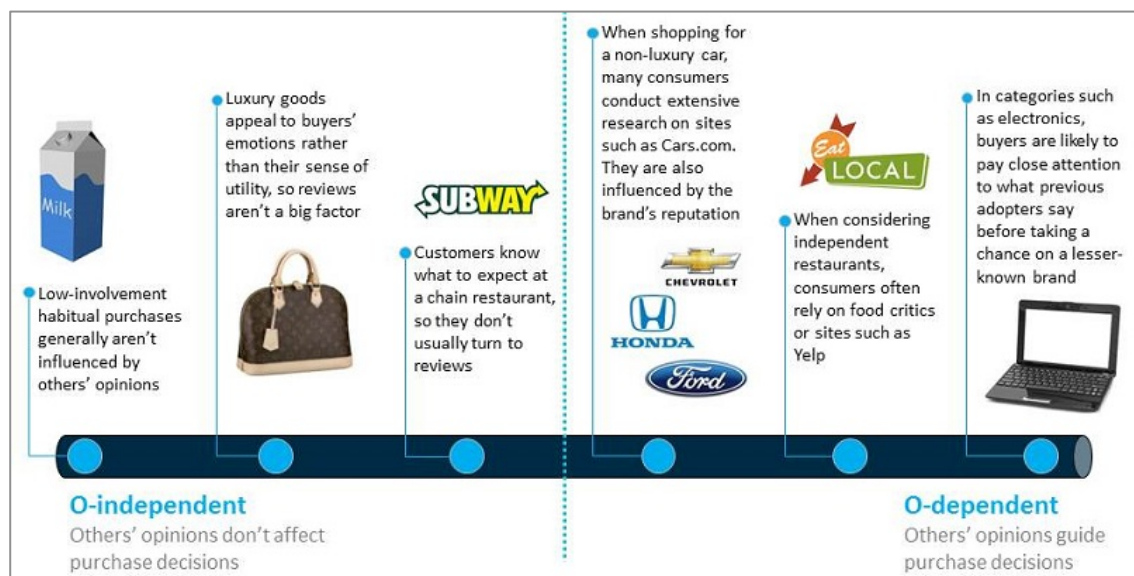 Milk
Low-involvement
habitual purchases
generally aren't
influenced by
others' opinions
Luxury goods
appeal to buyers'
emotions rather
than their sense of
utility, so reviews
aren't a big factor
SUBWAY
Customers know
what to expect at
a chain restaurant,
so they don't
usually turn to
reviews
When shopping for
a non-luxury car,
many consumers
conduct extensive
research on sites
such as Cars.com.
They are also
influenced by the
brand's reputation
CHEVROLET
HONDA
Ford
Eat
LOCAL
When considering
independent
restaurants,
consumers often
rely on food critics
or sites such as
Yelp
In categories such
as electronics,
buyers are likely to
pay close attention
to what previous
adopters say
before taking a
chance on a lesser-
known brand
O-independent
Others' opinions don't affect
purchase decisions
O-dependent
Others' opinions guide
purchase decisions